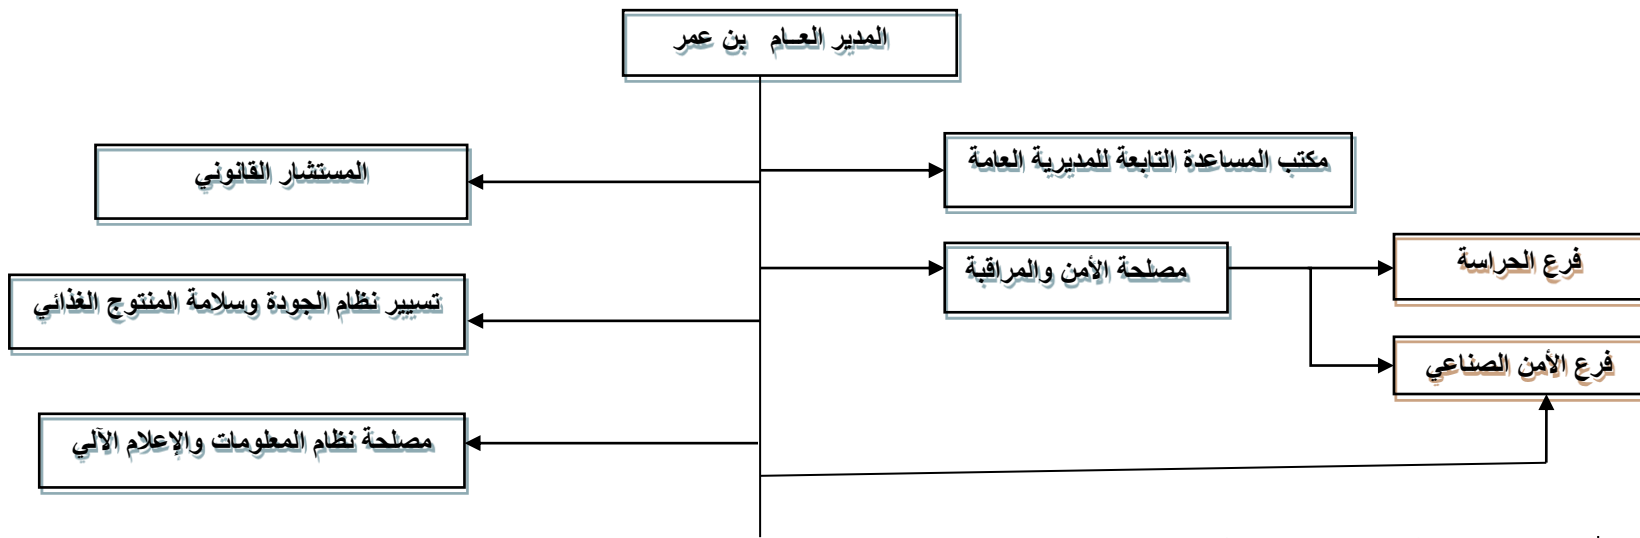 المدير العــام بن عمر
مكتب المساعدة التابعة للمديرية العامة
المستشار القانوني
مصلحة الأمن والمراقبة
فرع الحراسة
تسيير نظام الجودة وسلامة المنتوج الغذائي
فرع الأمن الصناعي
مصلحة نظام المعلومات والإعلام الآلي